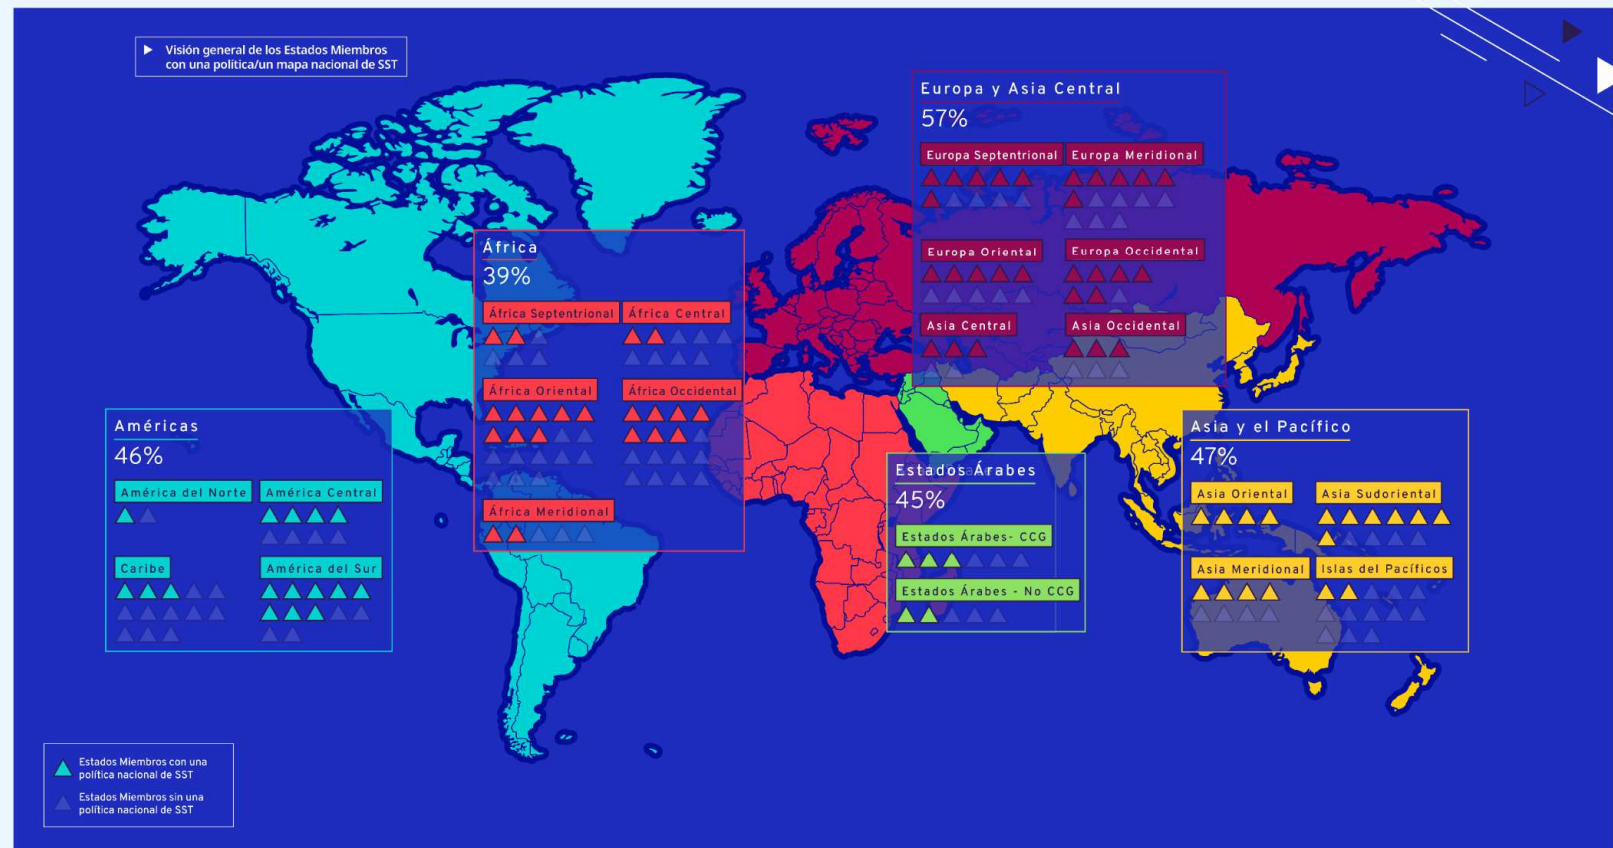 Visión general de los Estados Miembros
con una política/un mapa nacional de SST
Europa y Asia Central
57%
Europa Septentrional
Europa Meridional
Europa Oriental
Europa Occidental
Asia Central
Asia Occidental
África
39%
África Septentrional
África Central
África Oriental
África Occidental
África Meridional
Américas
46%
América del Norte
América Central
Caribe
América del Sur
Estados Árabes
45%
Estados Árabes- CCG
Estados Árabes - No CCG
Asia y el Pacífico
47%
Asia Oriental
Asia Sudoriental
Asia Meridional
Islas del Pacíficos
Estados Miembros con una
política nacional de SST
Estados Miembros sin una
política nacional de SST